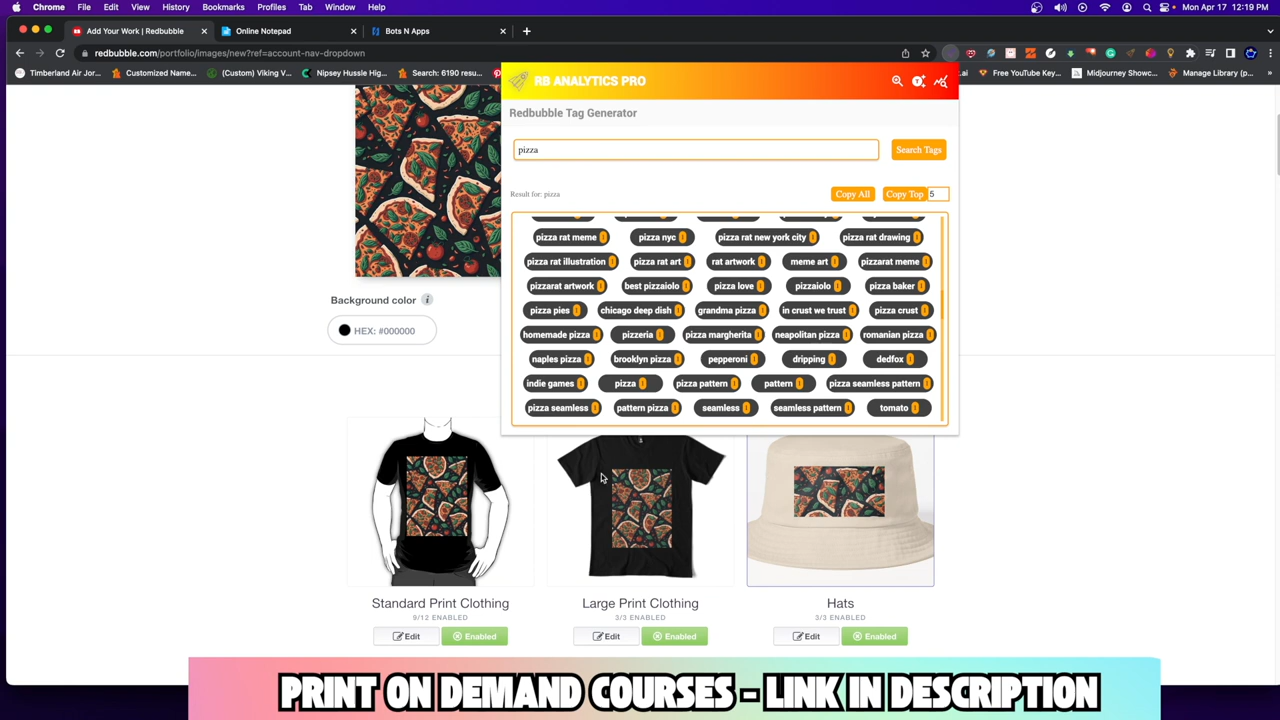 Chrome File Edit View History Bookmarks Profiles Tab Window Help Mon Apr 17 12:19 PM
Add Your Work | Redbubble Online Notepad Bots N Apps
redbubble.com/portfolio/images/new?ref=account-nav-dropdown
Timberland Air Jor... Customized Name... (Custom) Viking V... Nipsey Hussle Hig... Search: 6190 resu... .ai Free YouTube Key... Midjourney Showc... Manage Library (p...
RB ANALYTICS PRO
Redbubble Tag Generator
pizza Search Tags
Result for: pizza Copy All Copy Top 5
pizza rat meme pizza nyc pizza rat new york city pizza rat drawing
pizza rat illustration pizza rat art rat artwork meme art pizzarat meme
pizzarat artwork best pizzaiolo pizza love pizzaiolo pizza baker
pizza pies chicago deep dish grandma pizza in crust we trust pizza crust
homemade pizza pizzeria pizza margherita neapolitan pizza romanian pizza
naples pizza brooklyn pizza pepperoni dripping dedfox
indie games pizza pizza pattern pattern pizza seamless pattern
pizza seamless pattern pizza seamless seamless pattern tomato
Background color i
HEX: #000000
Standard Print Clothing Large Print Clothing Hats
9/12 ENABLED 3/3 ENABLED 3/3 ENABLED
Edit Enabled Edit Enabled Edit Enabled
PRINT ON DEMAND COURSES - LINK IN DESCRIPTION